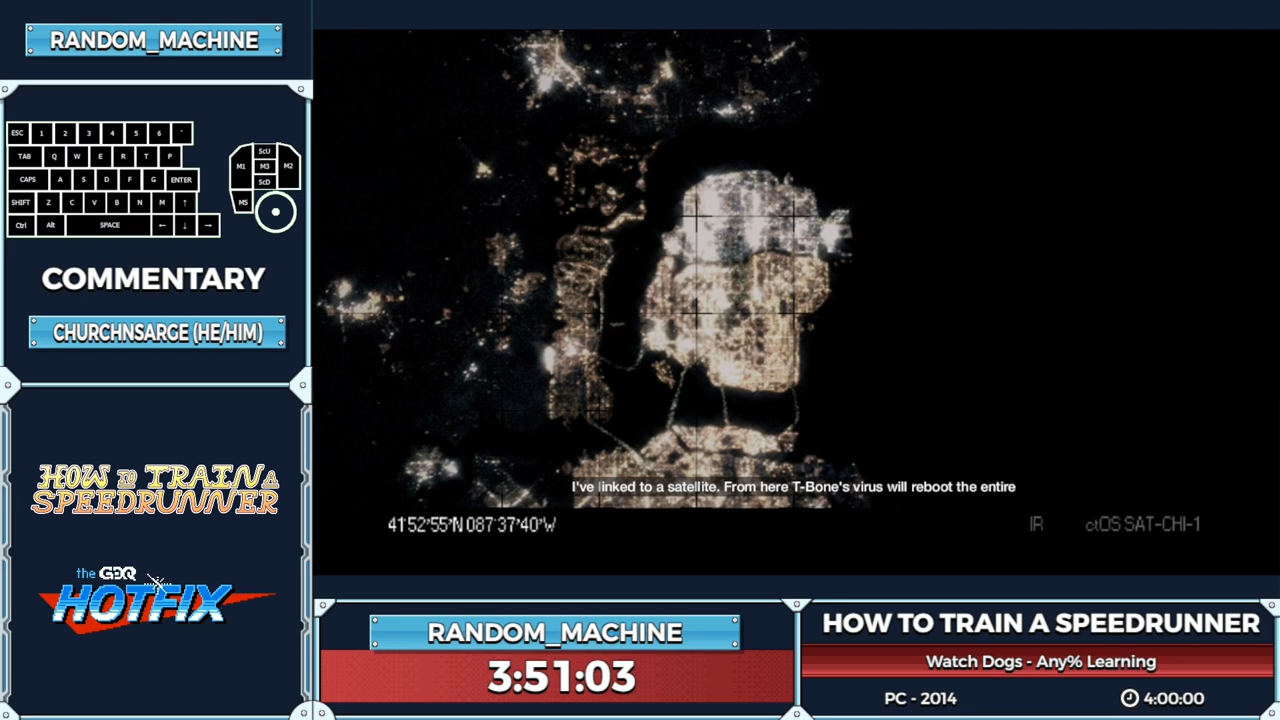 RANDOM_MACHINE
ESC 1 2 3 4 5 6
TAB Q W E R T P
CAPS A S D F G ENTER
SHIFT Z C V B N M ↑
Ctrl Alt SPACE ← ↓ →
ScU
M1 M3 M2
ScD
M5
COMMENTARY
CHURCHNSARGE (HE/HIM)
HOW TO TRAIN A
SPEEDRUNNER
the GDQ
HOTFIX
I've linked to a satellite. From here T-Bone's virus will reboot the entire
41°52'55"N 087°37'40"W
IR ctOS SAT-CHI-1
RANDOM_MACHINE
3:51:03
HOW TO TRAIN A SPEEDRUNNER
Watch Dogs - Any% Learning
PC - 2014 4:00:00